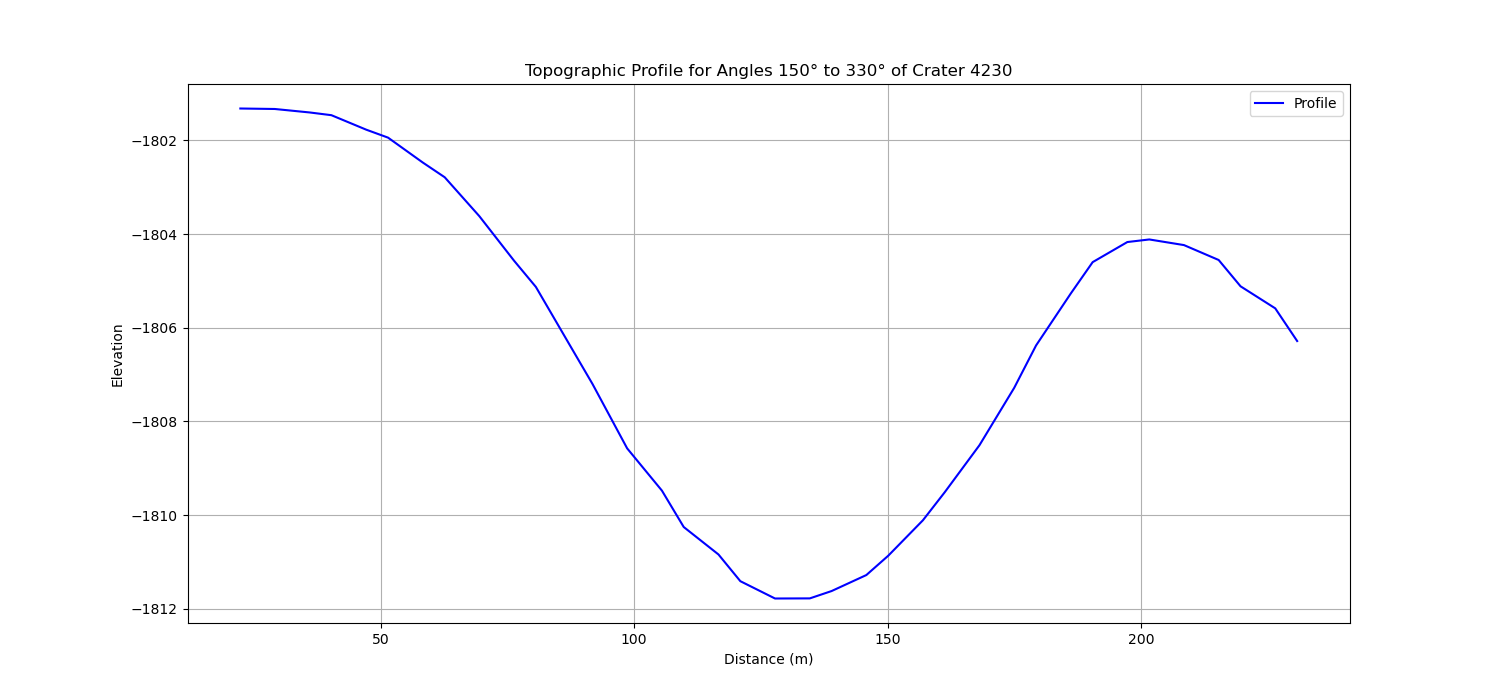 Topographic Profile for Angles 150° to 330° of Crater 4230
Profile
−1802
−1804
−1806
−1808
−1810
−1812
Elevation
50
100
150
200
Distance (m)